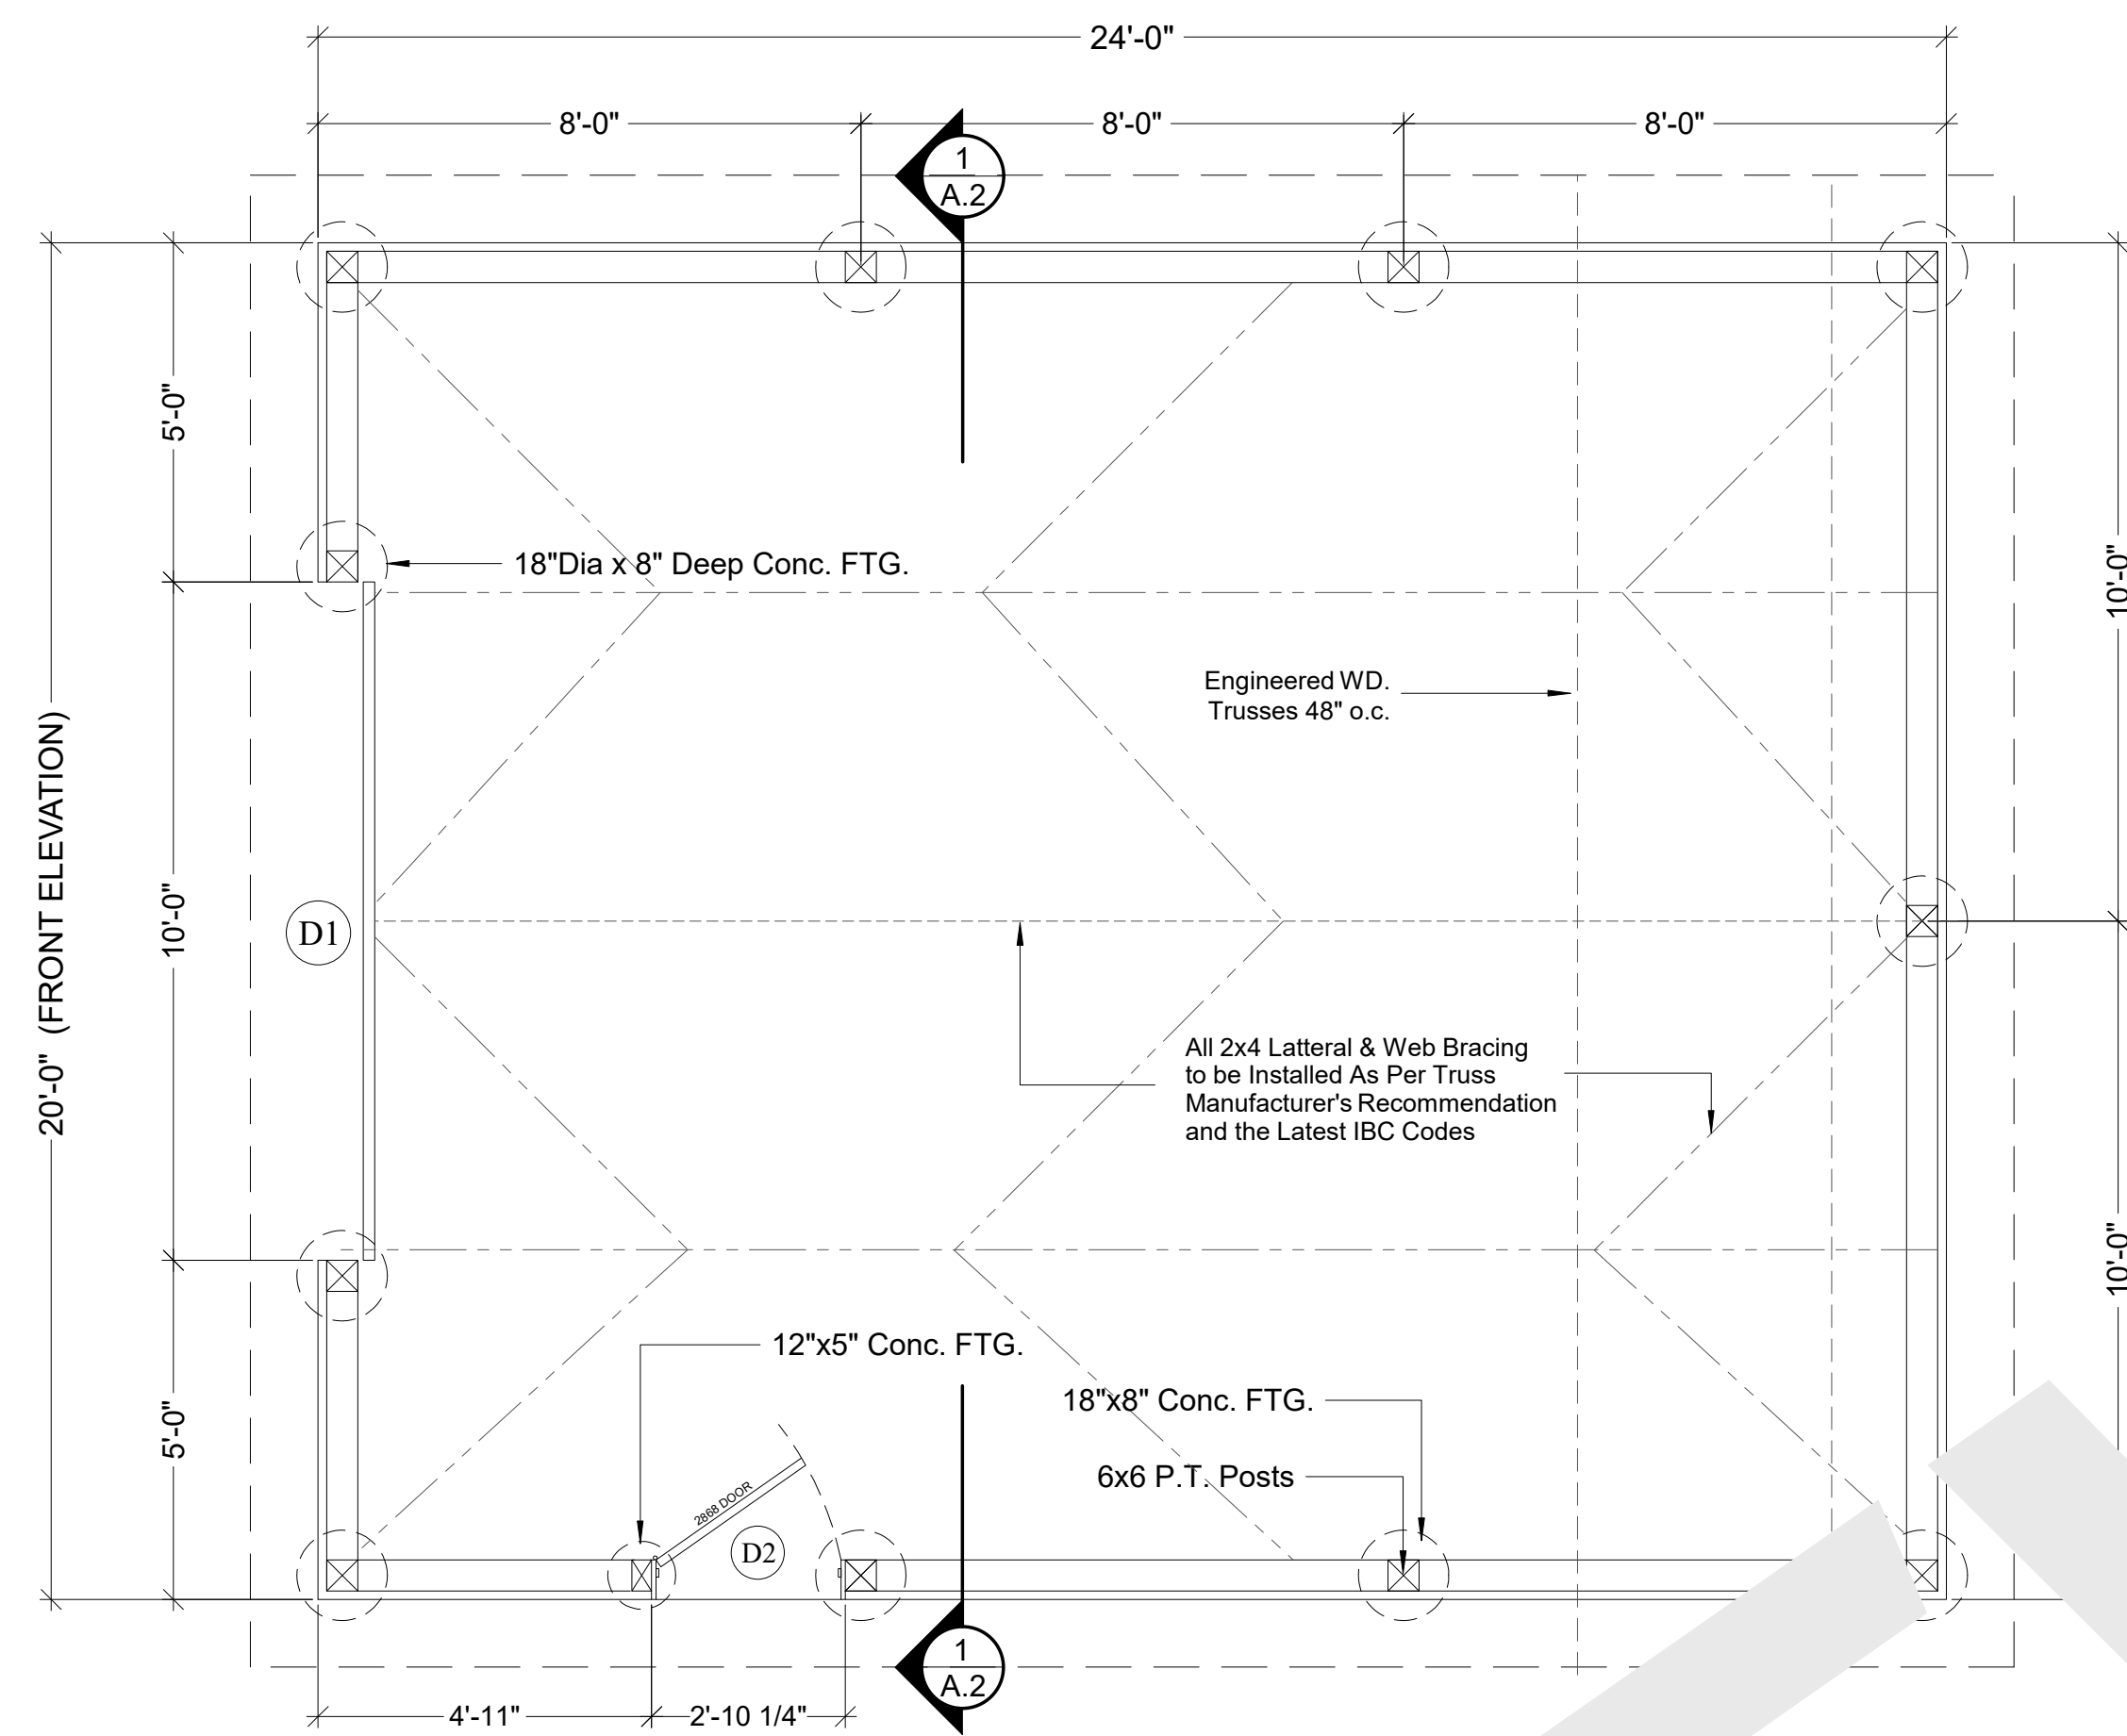 24'-0"
8'-0"
8'-0"
8'-0"
1
A.2
5'-0"
10'-0"
18"Dia x 8" Deep Conc. FTG.
Engineered WD.
Trusses 48" o.c.
20'-0" (FRONT ELEVATION)
10'-0"
D1
All 2x4 Latteral & Web Bracing
to be Installed As Per Truss
Manufacturer's Recommendation
and the Latest IBC Codes
10'-0"
12"x5" Conc. FTG.
18"x8" Conc. FTG.
5'-0"
6x6 P.T. Posts
2868 DOOR
D2
1
A.2
4'-11"
2'-10 1/4"